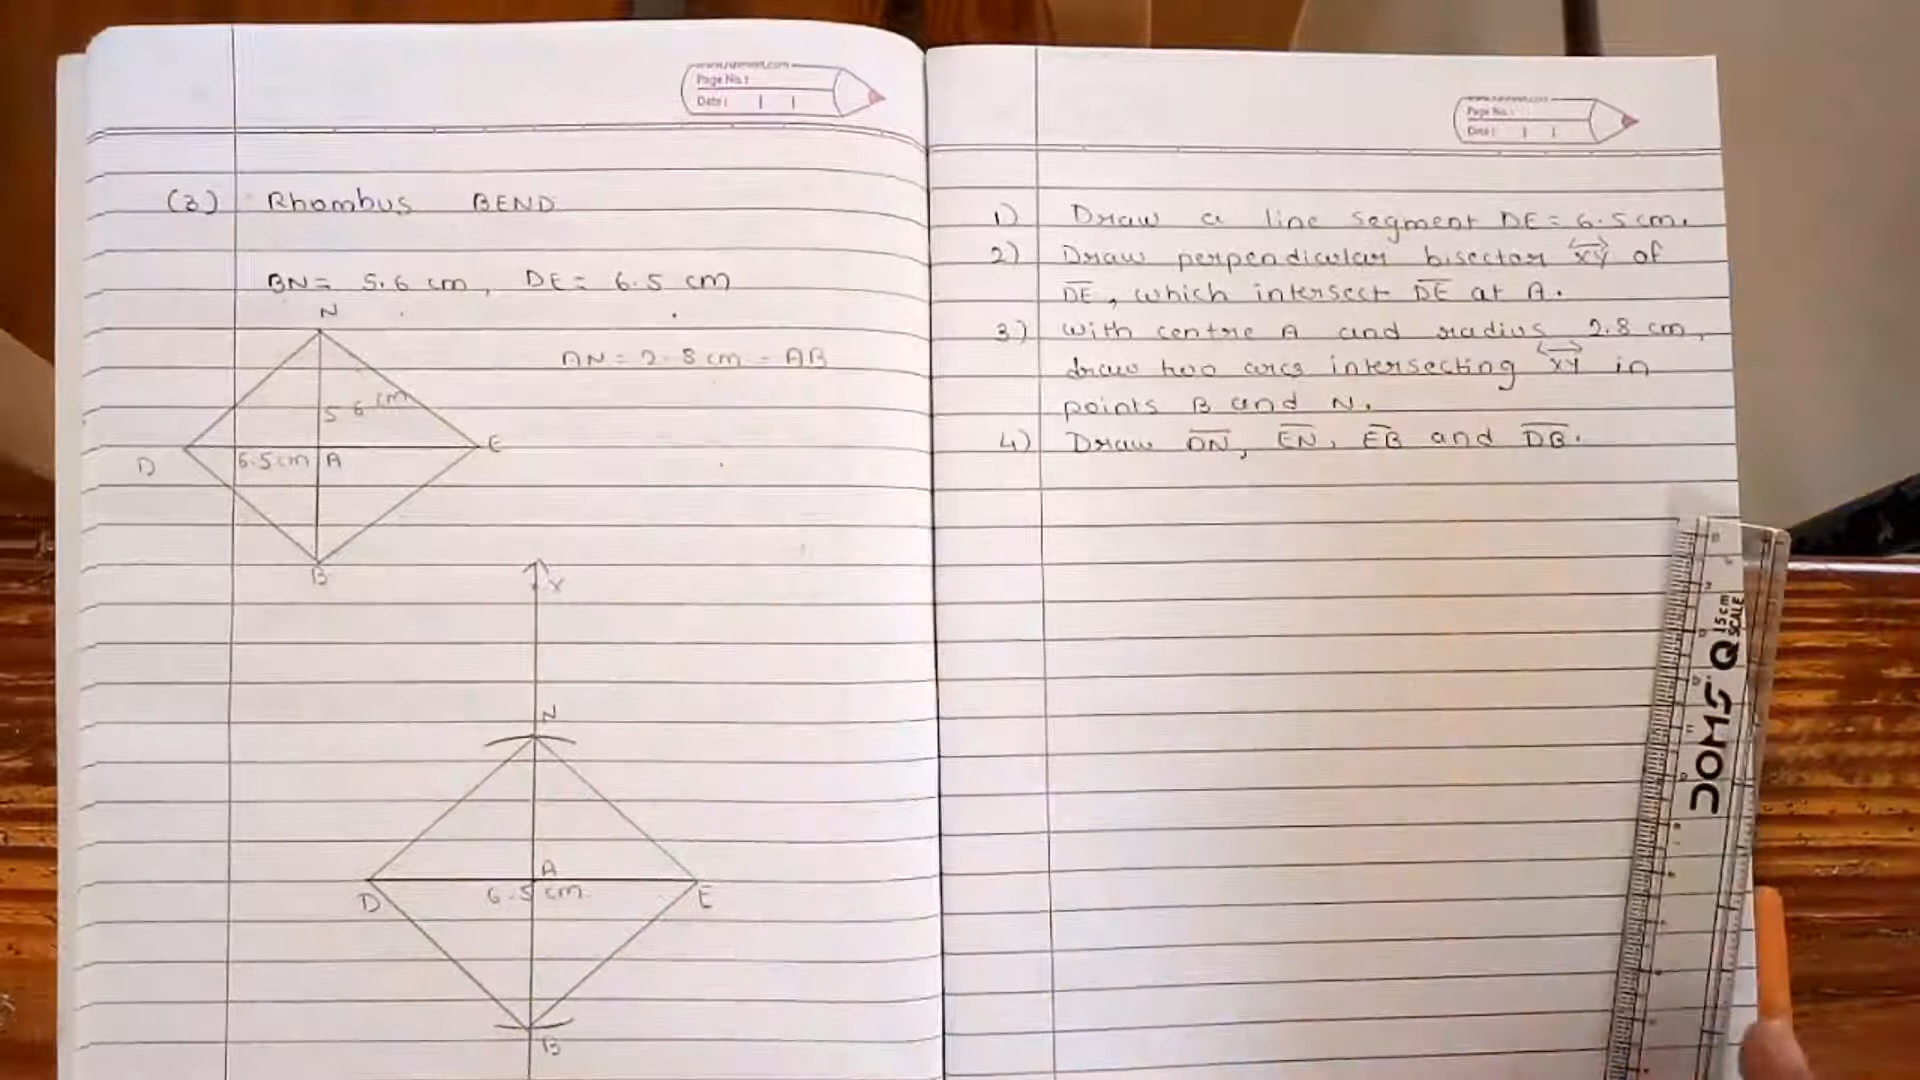 Page No.:
Date:
(3) Rhombus BEND
BN = 5.6 cm, DE = 6.5 cm
N
AN = 2.8 cm = AB
5.6 cm
D
6.5 cm
A
E
B
N
A
D
6.5 cm
E
B
Page No.:
Date:
1) Draw a line segment DE = 6.5 cm.
2) Draw perpendicular bisector XY of
DE, which intersect DE at A.
3) with centre A and radius 2.8 cm,
draw two arcs intersecting XY in
points B and N.
4) Draw DN, EN, EB and DB.
15cm
SCALE
DOMS Q